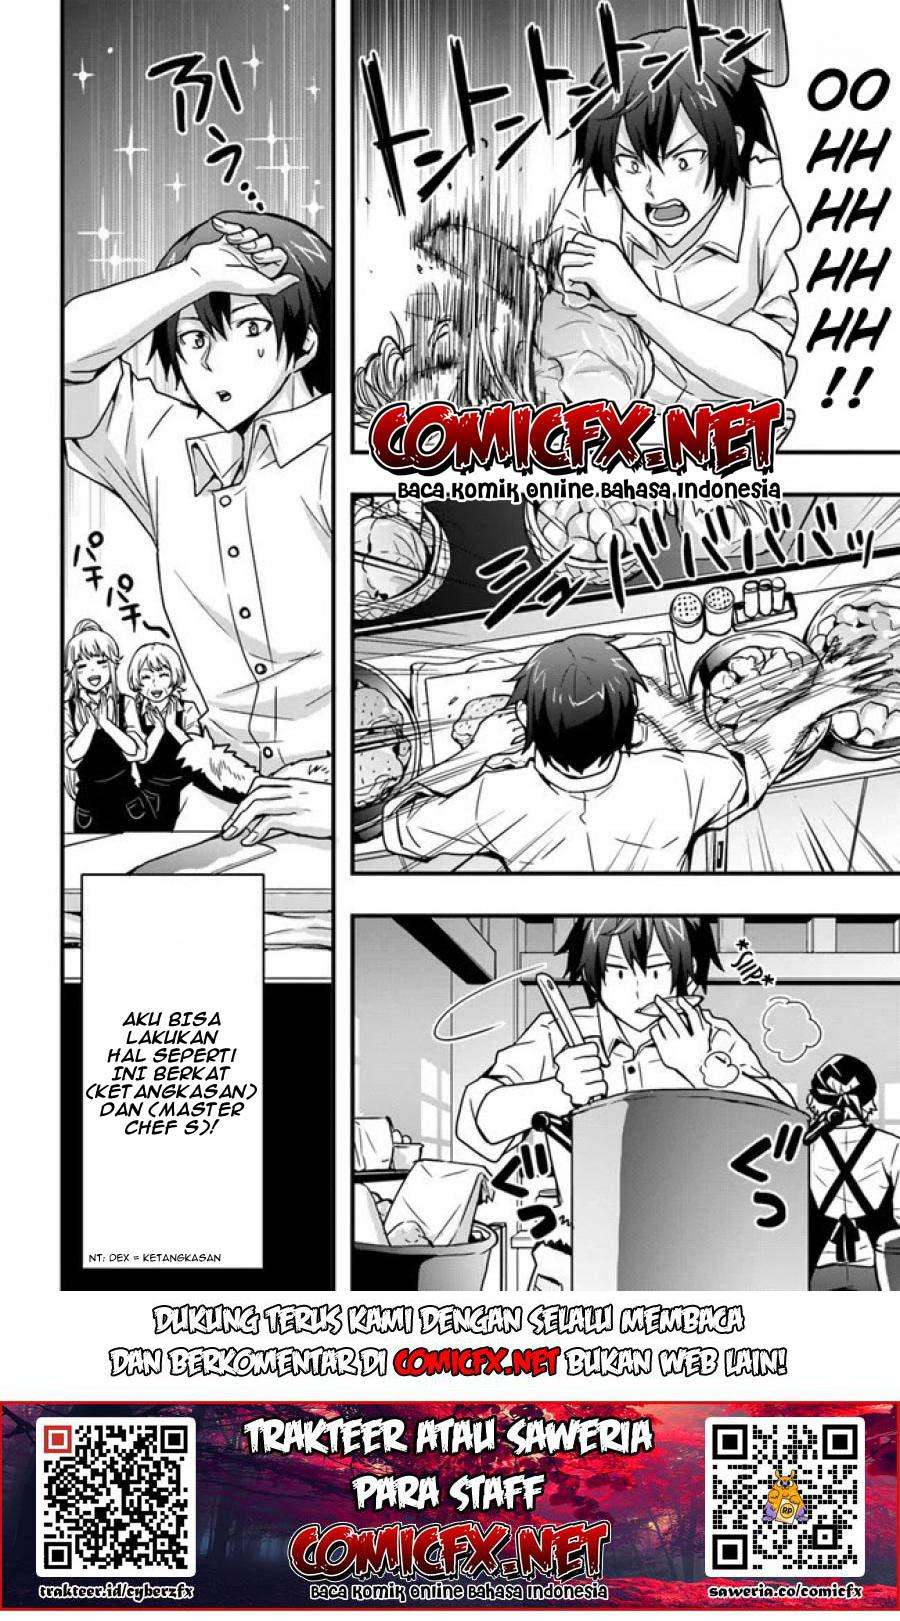 OO
HH
HH
HH
HH
!!
トントントントントン
COMICFX.NET
Baca Komik Online Bahasa Indonesia
シュバババババッ
*SIIP*
ぐつ
ぐつ
ふぅ…
パチパチ
AKU BISA
LAKUKAN
HAL SEPERTI
INI BERKAT
(KETANGKASAN)
DAN (MASTER
CHEF S)!
NT: DEX = KETANGKASAN
DUKUNG TERUS KAMI DENGAN SELALU MEMBACA
DAN BERKOMENTAR DI COMICFX.NET BUKAN WEB LAIN!
TRAKTEER ATAU SAWERIA
PARA STAFF
COMICFX.NET
Baca Komik Online Bahasa Indonesia
trakteer.id/cyberzfx
RP
saweria.co/comicfx